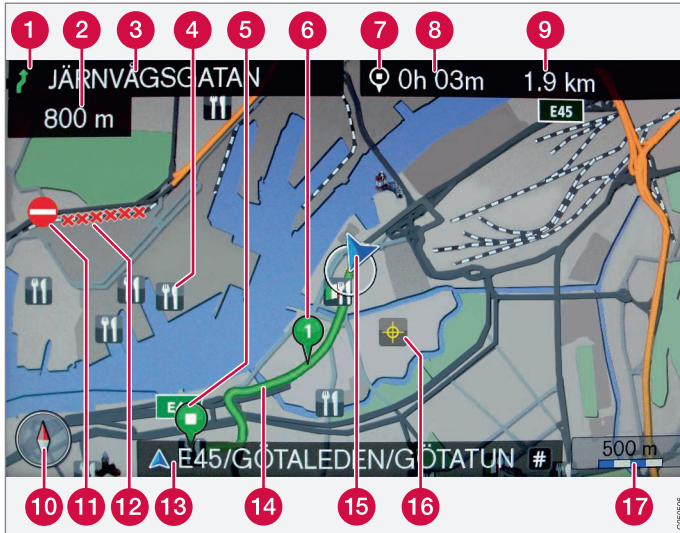 1 2 3 4 5 6 7 8 9
JÄRNVÅGSGATAN 0h 03m 1.9 km
800 m
E45
1
E
E45/GÖTALEDEN/GÖTATUN #
500 m
10 11 12 13 14 15 16 17